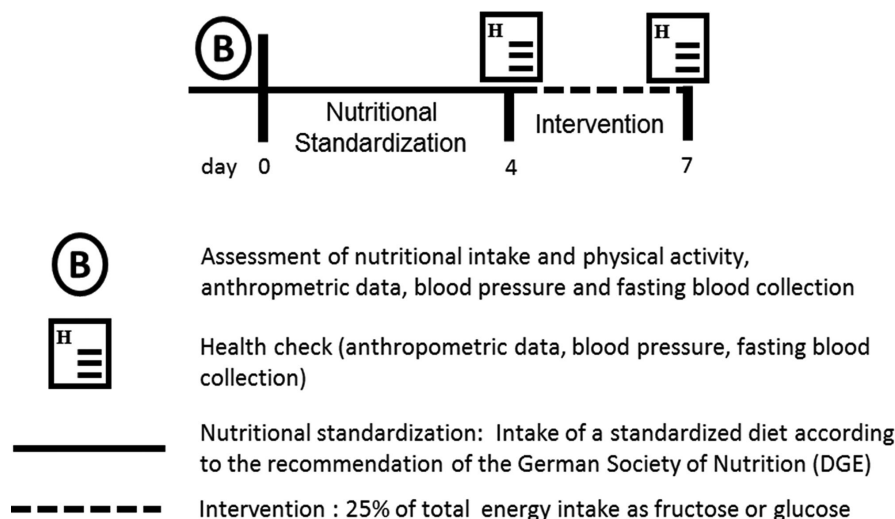 B
H
H
Nutritional
Standardization
Intervention
day 0 4 7
B
Assessment of nutritional intake and physical activity,
anthropmetric data, blood pressure and fasting blood collection
H
Health check (anthropometric data, blood pressure, fasting blood
collection)
Nutritional standardization: Intake of a standardized diet according
to the recommendation of the German Society of Nutrition (DGE)
Intervention : 25% of total energy intake as fructose or glucose